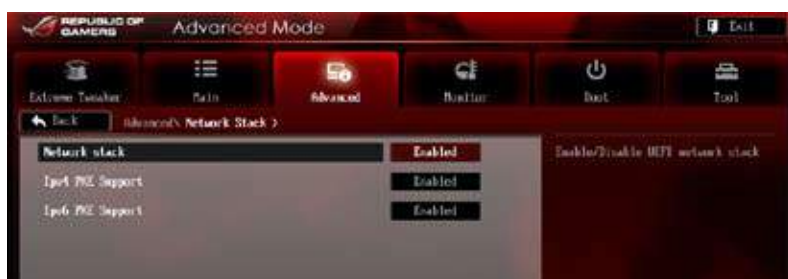 REPUBLIC OF GAMERS
Advanced Mode
Exit
Extreme Tweaker
Main
Advanced
Monitor
Boot
Tool
Back
Advanced\ Network Stack >
Network stack
Enabled
Enable/Disable UEFI network stack
Ipv4 PXE Support
Enabled
Ipv6 PXE Support
Enabled